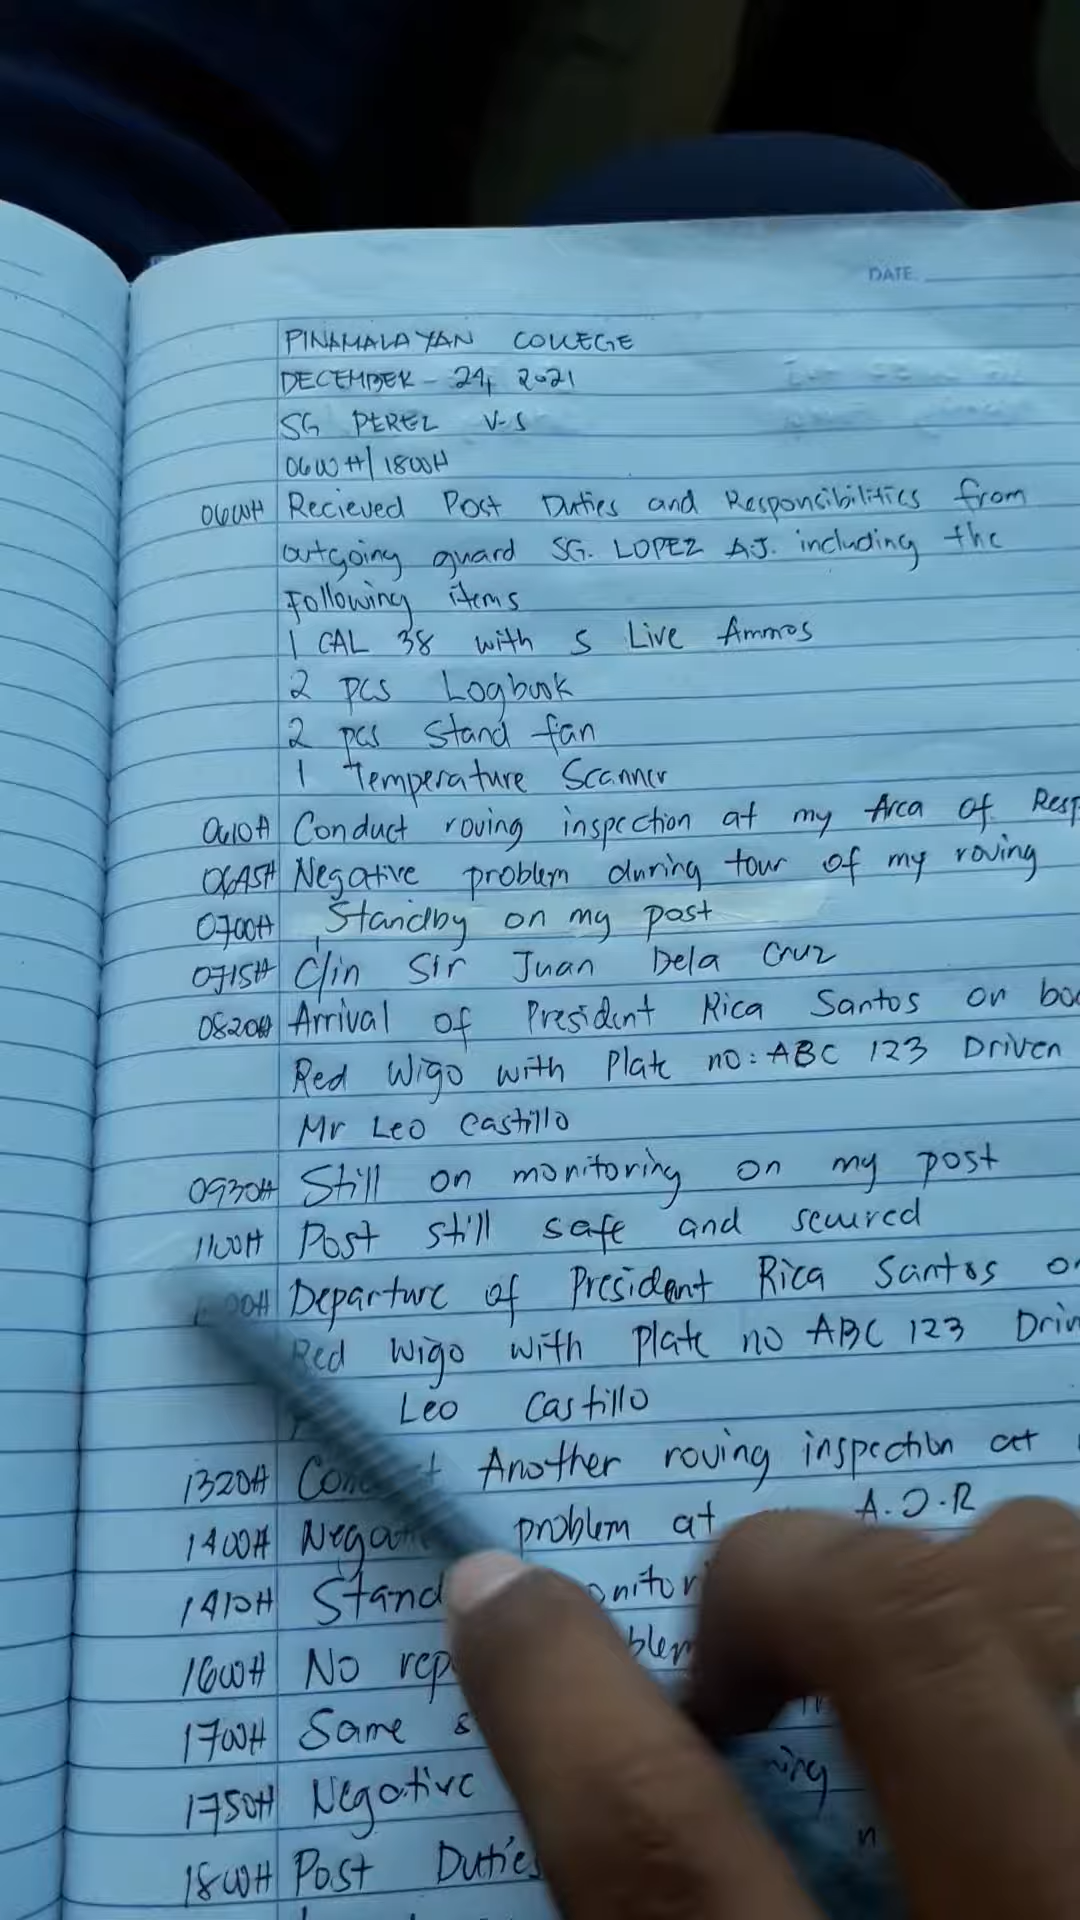 DATE
PINAMALAYAN COLLEGE
DECEMBER - 24, 2021
SG PEREZ V-S
0600H/1800H
0600H Recieved Post Duties and Responsibilities from
outgoing guard SG. LOPEZ A.J. including the
Following items
1 CAL 38 with 5 Live Ammos
2 pcs Logbook
2 pcs Stand fan
1 Temperature Scanner
0610H Conduct roving inspection at my Area Of Resp
0645H Negative problem during tour of my roving
0700H Standby on my post
0715H C/in Sir Juan Dela Cruz
0820H Arrival of President Rica Santos on boa
Red Wigo with Plate no: ABC 123 Driven
Mr Leo Castillo
0930H Still on monitoring on my post
1100H Post still safe and secured
Departure of President Rica Santos
Red Wigo with Plate no ABC 123
Leo Castillo
1320H Another roving inspection at
1400H problem at A.O.R
1410H
1600H No
1700H Same
1750H Negative
1800H Post Duties